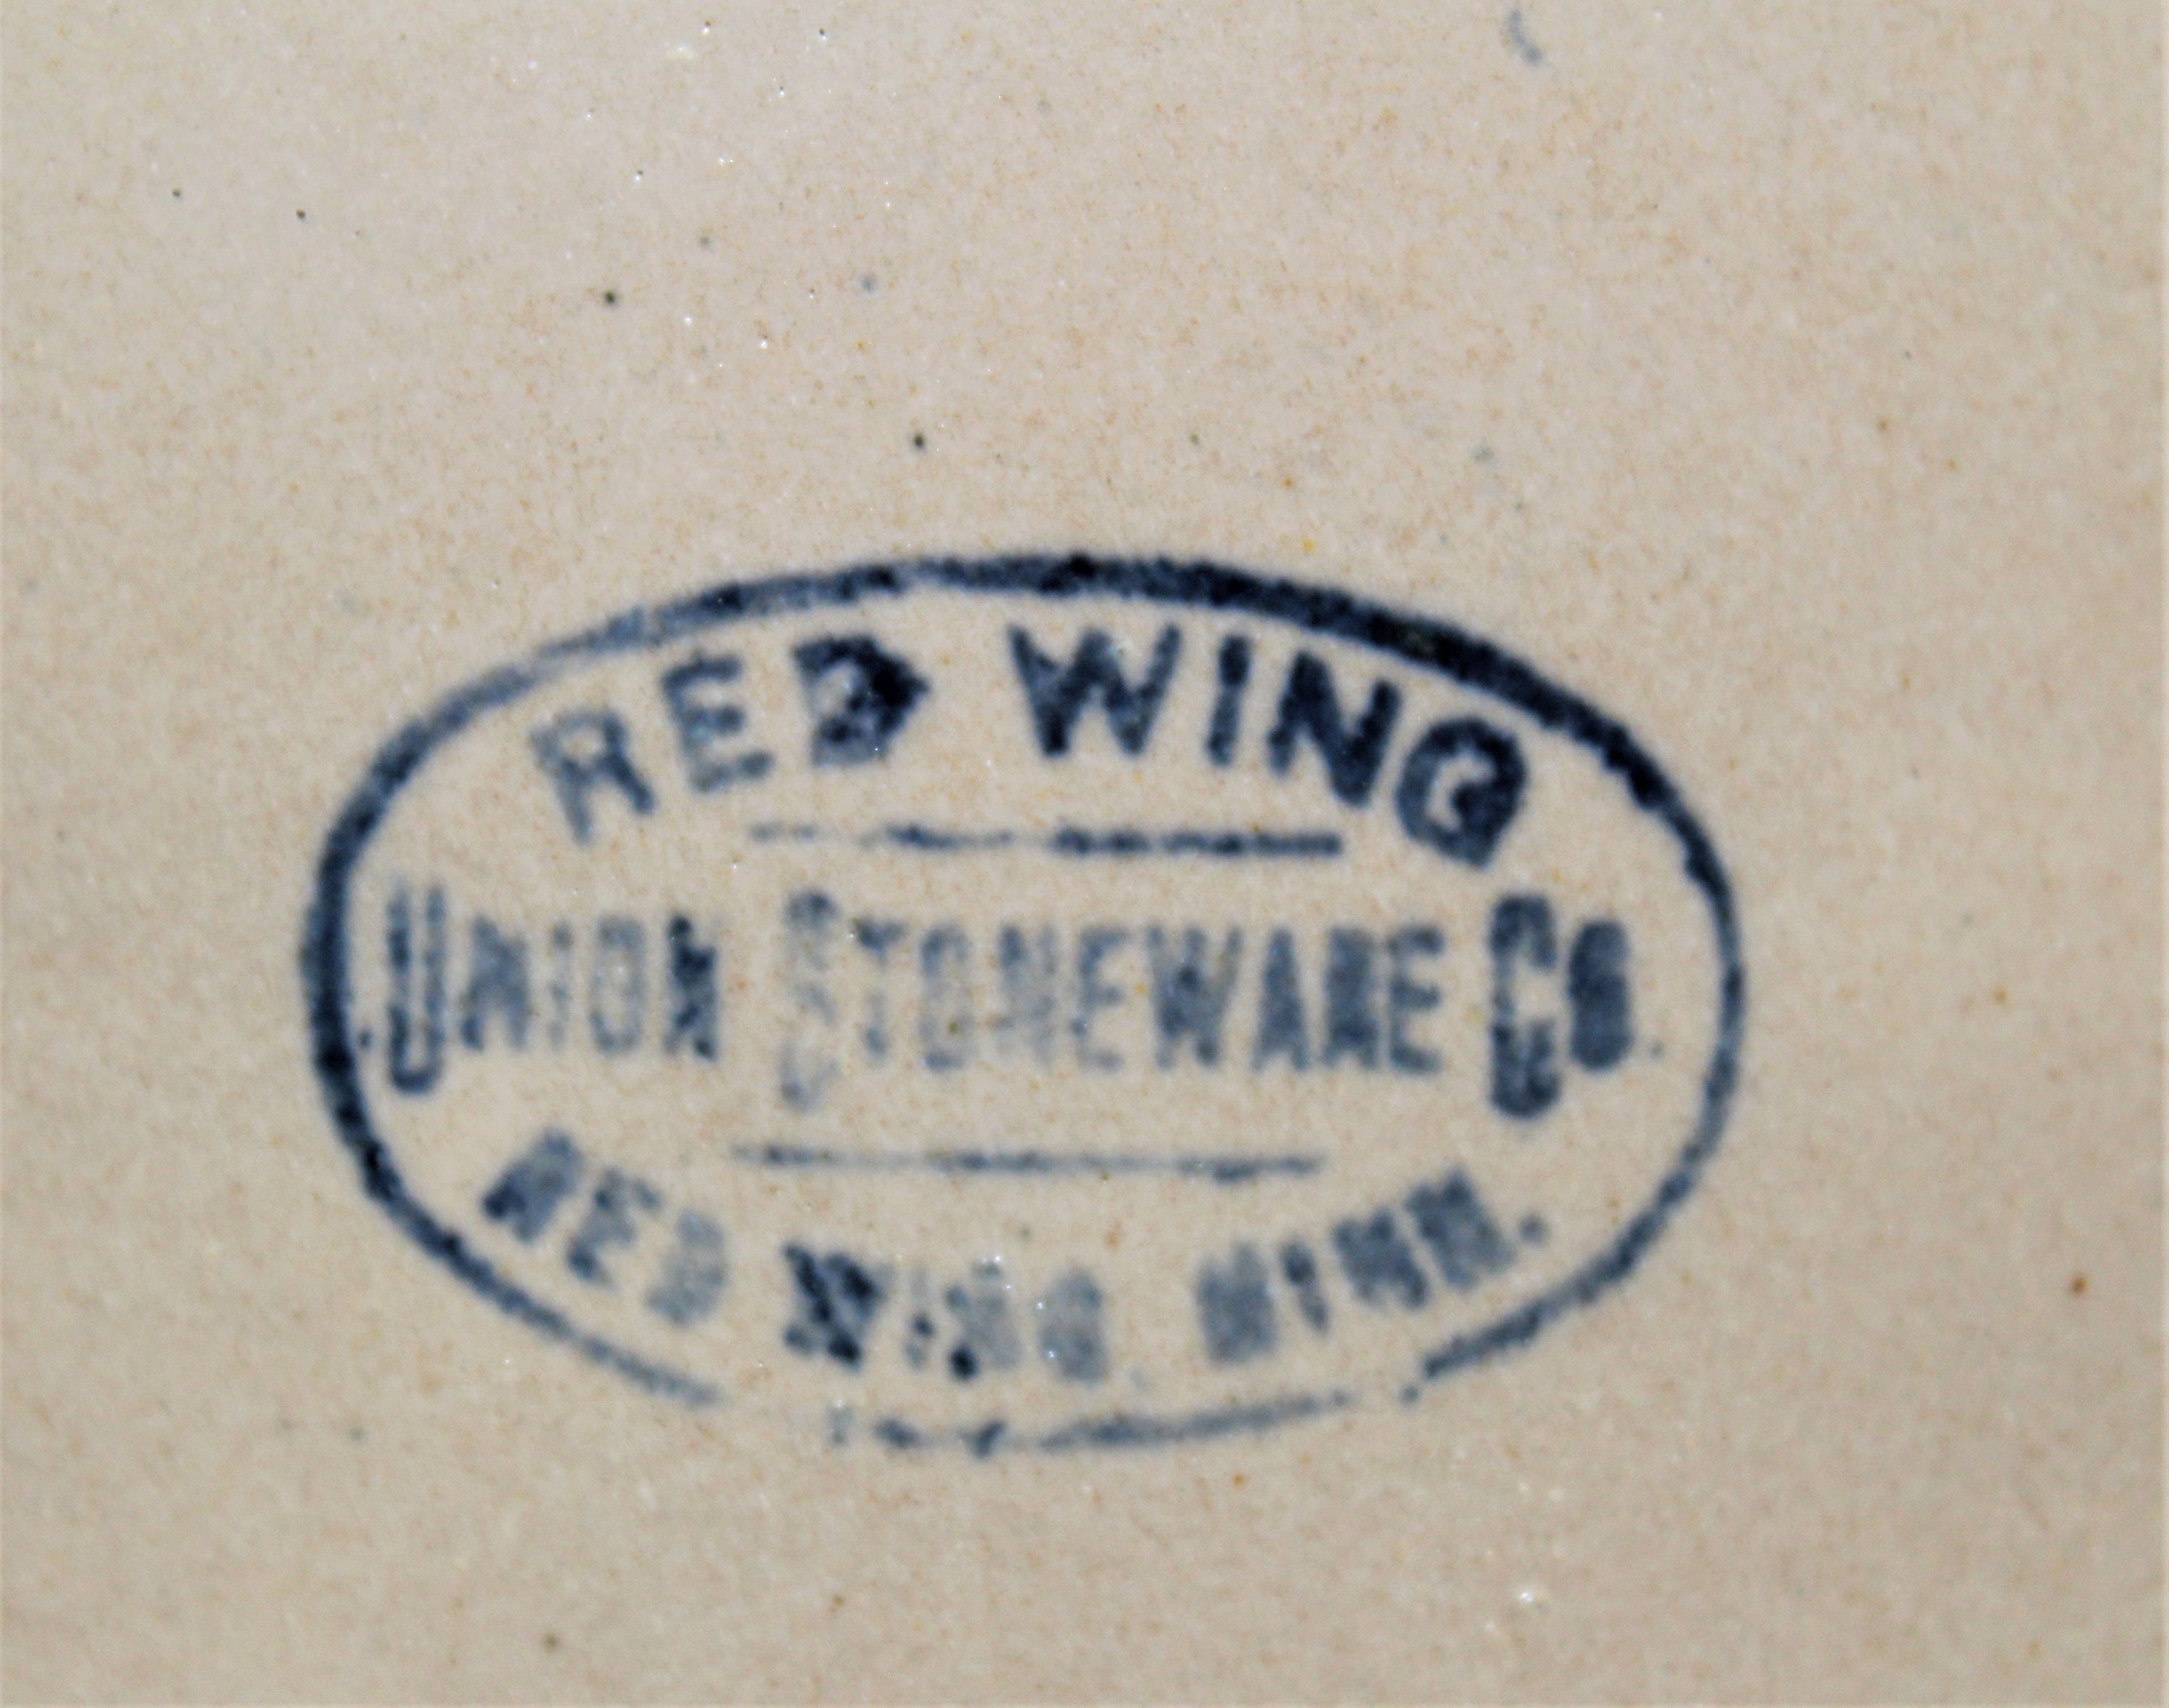 RED WING
UNION STONEWARE CO.
RED WING, MINN.